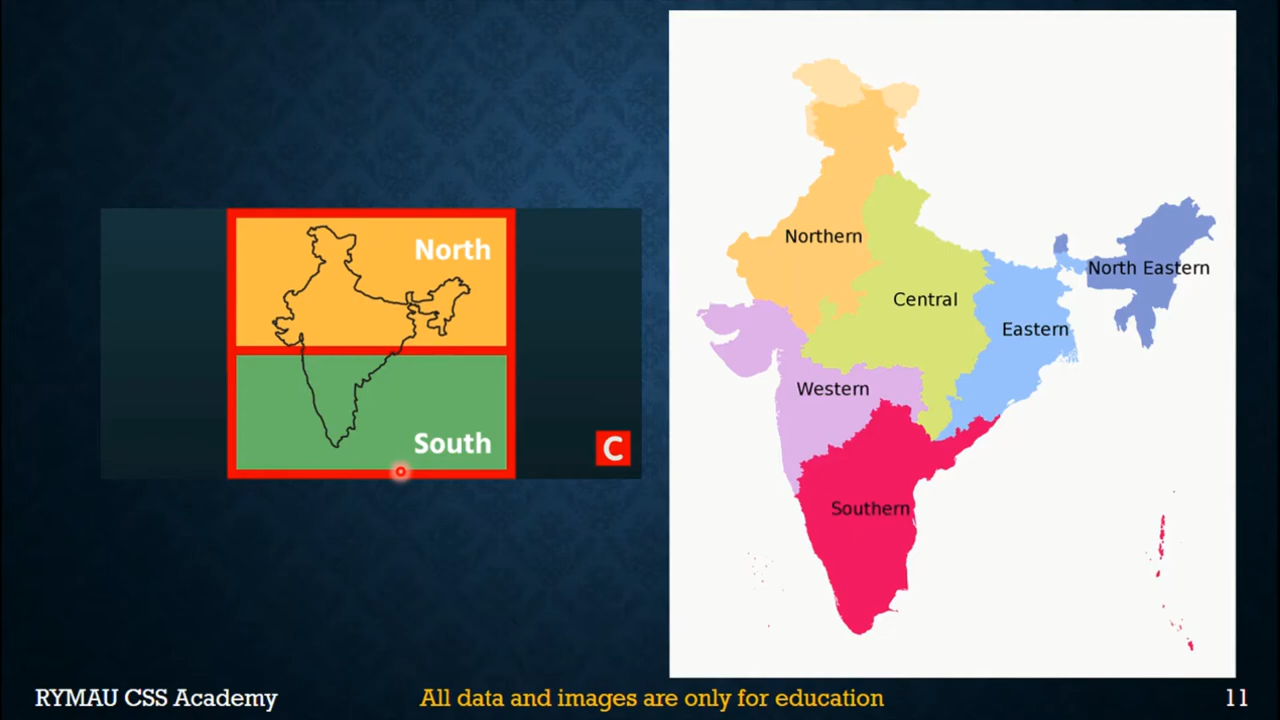 North
South
C
Northern
North Eastern
Central
Eastern
Western
Southern
RYMAU CSS Academy
All data and images are only for education
11